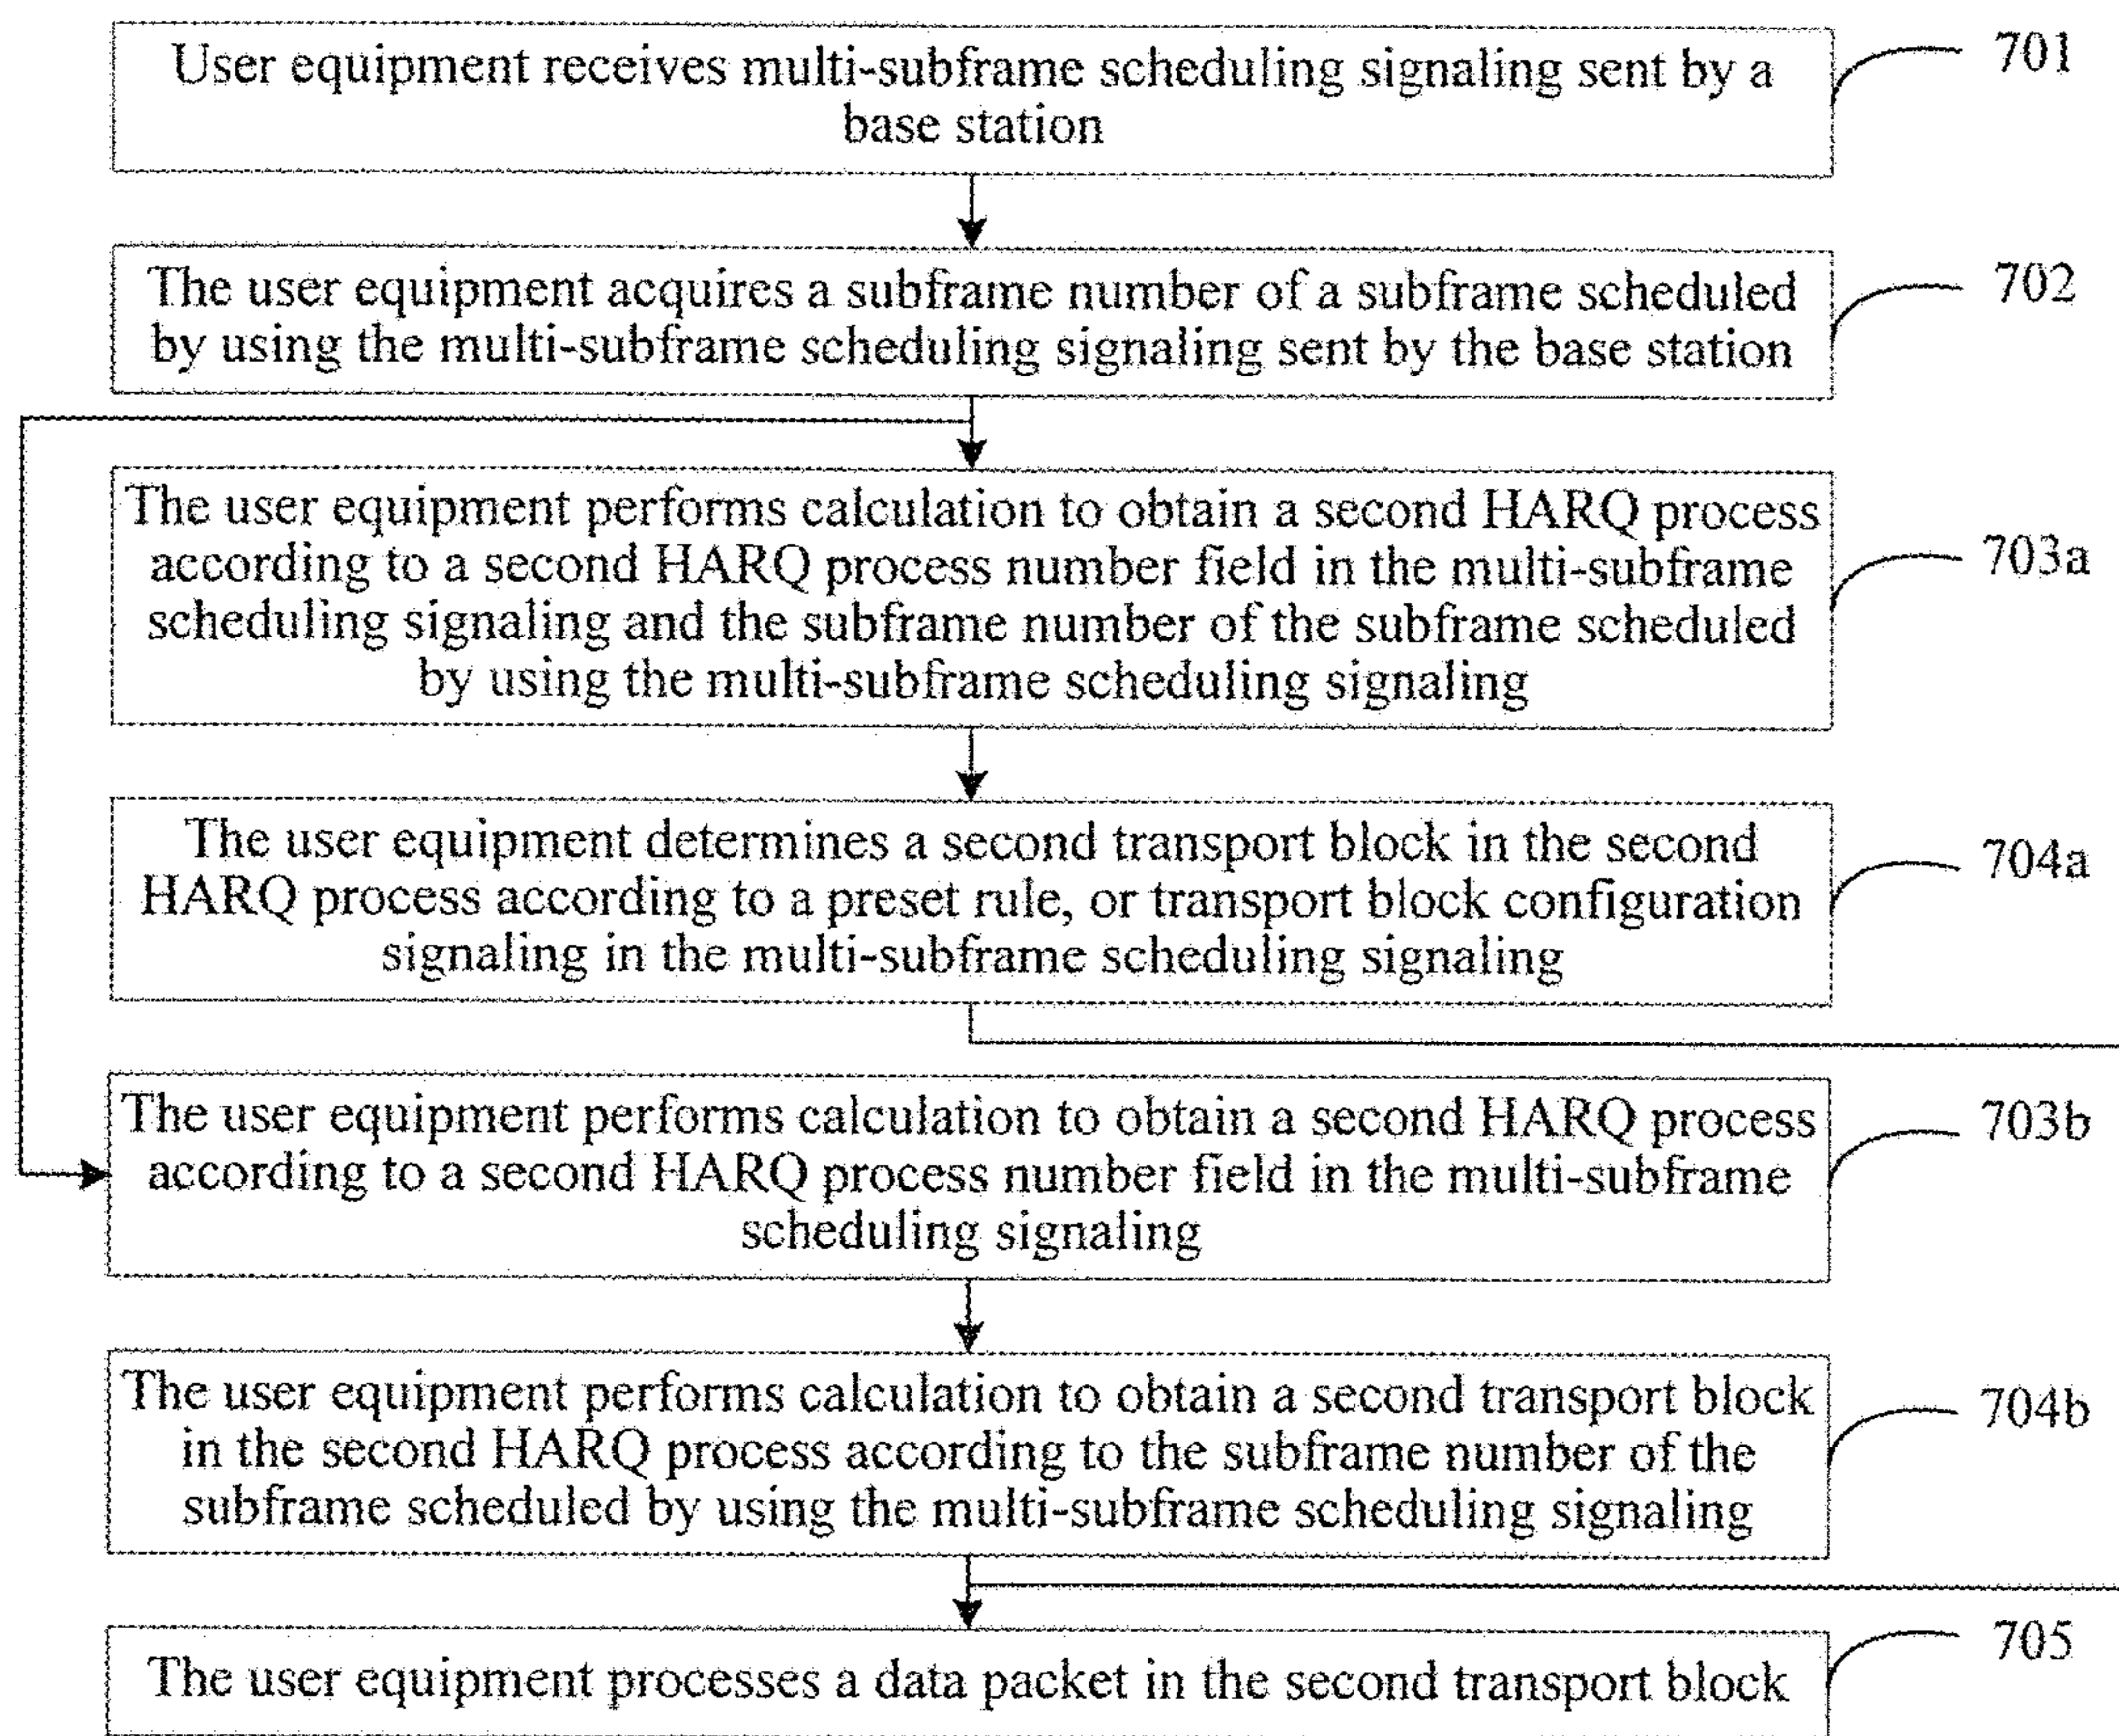 User equipment receives multi-subframe scheduling signaling sent by a
base station
701
The user equipment acquires a subframe number of a subframe scheduled
by using the multi-subframe scheduling signaling sent by the base station
702
The user equipment performs calculation to obtain a second HARQ process
according to a second HARQ process number field in the multi-subframe
scheduling signaling and the subframe number of the subframe scheduled
by using the multi-subframe scheduling signaling
703a
The user equipment determines a second transport block in the second
HARQ process according to a preset rule, or transport block configuration
signaling in the multi-subframe scheduling signaling
704a
The user equipment performs calculation to obtain a second HARQ process
according to a second HARQ process number field in the multi-subframe
scheduling signaling
703b
The user equipment performs calculation to obtain a second transport block
in the second HARQ process according to the subframe number of the
subframe scheduled by using the multi-subframe scheduling signaling
704b
The user equipment processes a data packet in the second transport block
705